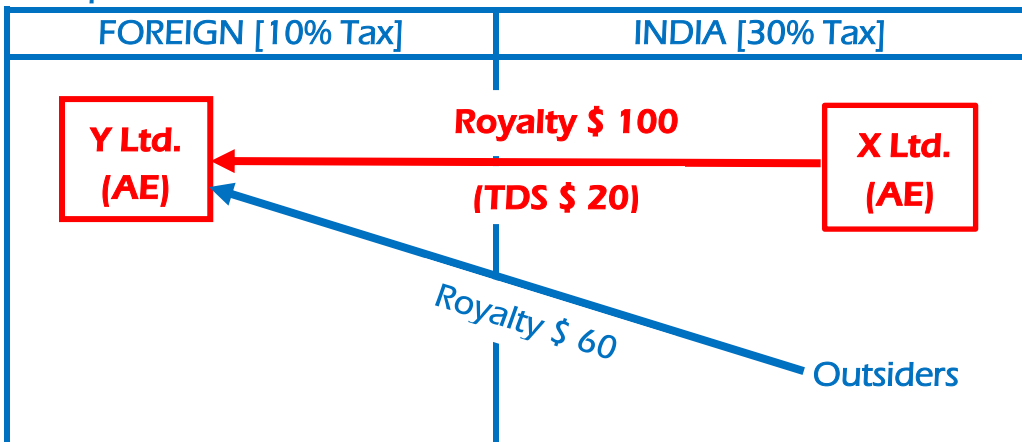 FOREIGN [10% Tax]
INDIA [30% Tax]
Y Ltd.
(AE)
Royalty $ 100
(TDS $ 20)
X Ltd.
(AE)
Royalty $ 60
Outsiders